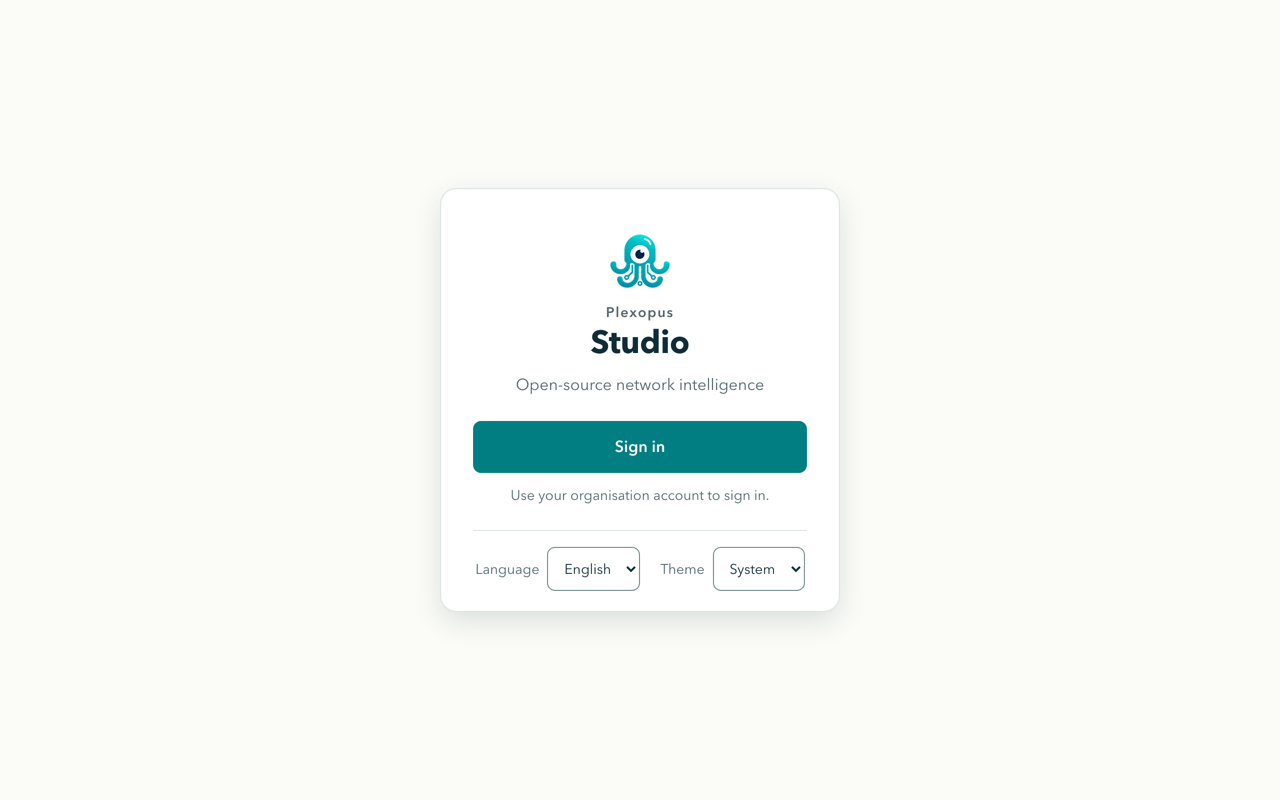 Plexopus
Studio
Open-source network intelligence
Sign in
Use your organisation account to sign in.
Language English Theme System